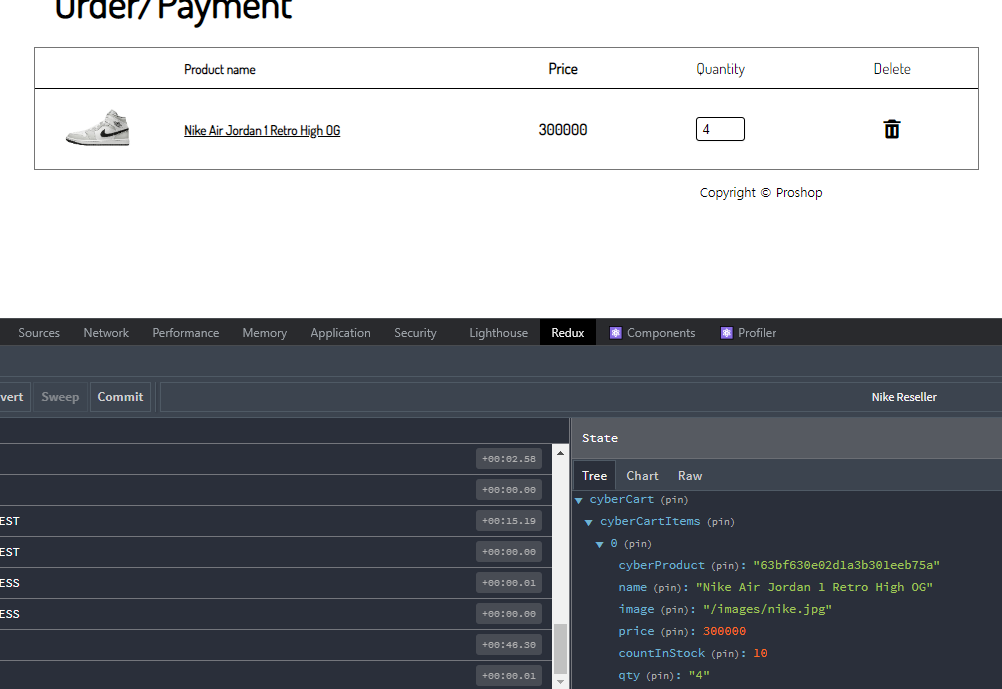 Order/Payment
Product name Price Quantity Delete
Nike Air Jordan 1 Retro High OG 300000 4
Copyright © Proshop
Sources Network Performance Memory Application Security Lighthouse Redux Components Profiler
vert Sweep Commit Nike Reseller
State
+00:02.58
Tree Chart Raw
+00:00.00
cyberCart (pin)
EST +00:15.19
cyberCartItems (pin)
0 (pin)
EST +00:00.00
cyberProduct (pin): "63bf630e02d1a3b301eeb75a"
ESS +00:00.01
name (pin): "Nike Air Jordan 1 Retro High OG"
image (pin): "/images/nike.jpg"
ESS +00:00.00
price (pin): 300000
+00:46.30
countInStock (pin): 10
+00:00.01
qty (pin): "4"